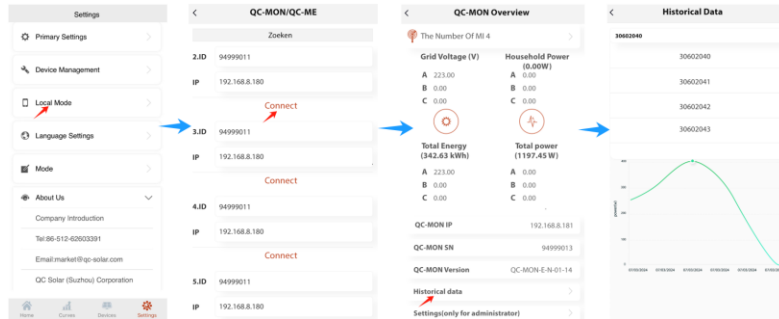 Settings
Primary Settings
Device Management
Local Mode
Language Settings
Mode
About Us
Company Introduction
Tel:86-512-62603391
Email:market@qc-solar.com
QC Solar (Suzhou) Corporation
Home
Curves
Devices
Settings
QC-MON/QC-ME
Zoeken
2.ID 94999011
IP 192.168.8.180
Connect
3.ID 94999011
IP 192.168.8.180
Connect
4.ID 94999011
IP 192.168.8.180
Connect
5.ID 94999011
IP 192.168.8.180
QC-MON Overview
The Number Of MI 4
Grid Voltage (V)
A 223.00
B 0.00
C 0.00
Household Power
(0.00W)
A 0.00
B 0.00
C 0.00
Total Energy
(342.63 kWh)
A 223.00
B 0.00
C 0.00
Total power
(1197.45 W)
A 0.00
B 0.00
C 0.00
QC-MON IP 192.168.8.181
QC-MON SN 94999013
QC-MON Version QC-MON-E-N-01-14
Historical data
Settings(only for administrator)
Historical Data
30602040
30602040
30602041
30602042
30602043